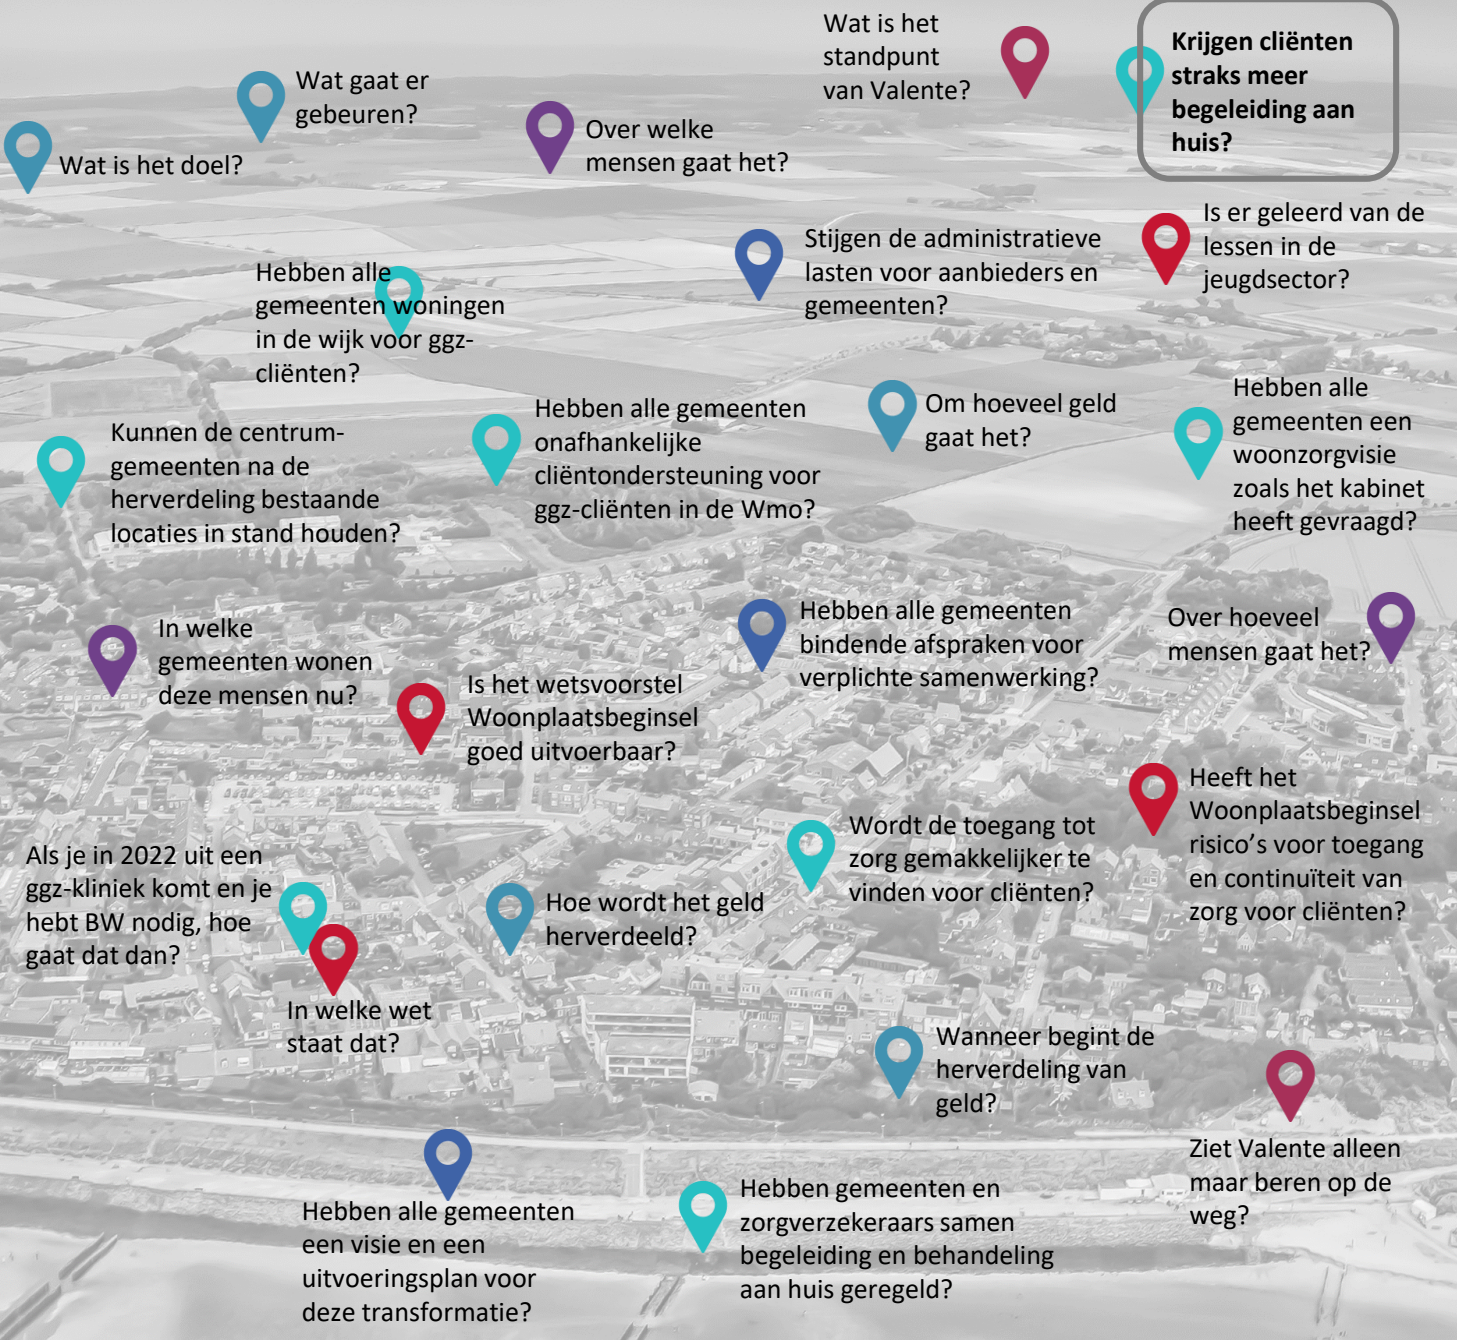 Wat is het
standpunt
van Valente?
Krijgen cliënten
straks meer
begeleiding aan
huis?
Wat gaat er
gebeuren?
Over welke
mensen gaat het?
Wat is het doel?
Is er geleerd van de
lessen in de
jeugdsector?
Stijgen de administratieve
lasten voor aanbieders en
gemeenten?
Hebben alle
gemeenten woningen
in de wijk voor ggz-
cliënten?
Hebben alle
gemeenten een
woonzorgvisie
zoals het kabinet
heeft gevraagd?
Om hoeveel geld
gaat het?
Hebben alle gemeenten
onafhankelijke
cliëntondersteuning voor
ggz-cliënten in de Wmo?
Kunnen de centrum-
gemeenten na de
herverdeling bestaande
locaties in stand houden?
Hebben alle gemeenten
bindende afspraken voor
verplichte samenwerking?
Over hoeveel
mensen gaat het?
In welke
gemeenten wonen
deze mensen nu?
Is het wetsvoorstel
Woonplaatsbeginsel
goed uitvoerbaar?
Heeft het
Woonplaatsbeginsel
risico's voor toegang
en continuïteit van
zorg voor cliënten?
Wordt de toegang tot
zorg gemakkelijker te
vinden voor cliënten?
Als je in 2022 uit een
ggz-kliniek komt en je
hebt BW nodig, hoe
gaat dat dan?
Hoe wordt het geld
herverdeeld?
In welke wet
staat dat?
Wanneer begint de
herverdeling van
geld?
Ziet Valente alleen
maar beren op de
weg?
Hebben gemeenten en
zorgverzekeraars samen
begeleiding en behandeling
aan huis geregeld?
Hebben alle gemeenten
een visie en een
uitvoeringsplan voor
deze transformatie?